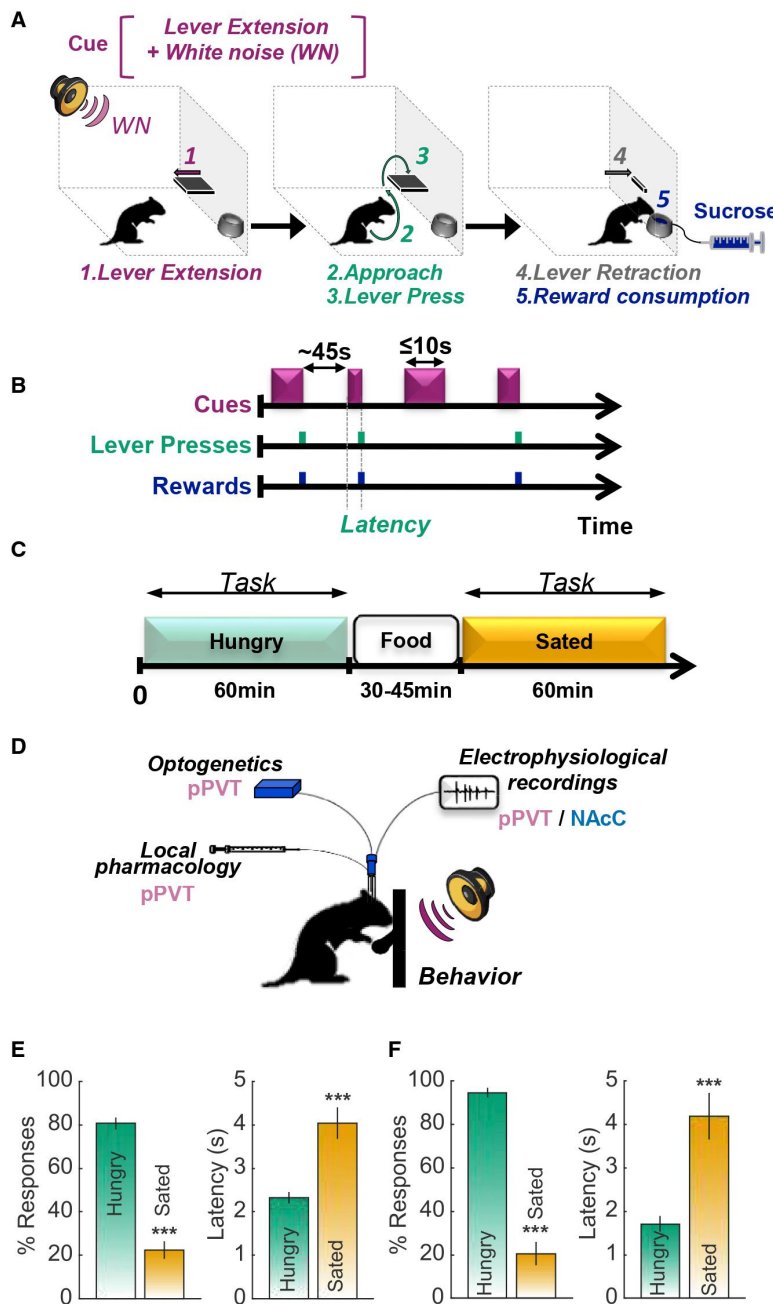 A
Cue
Lever Extension
+ White noise (WN)
WN
1
2
3
4
5
Sucrose
1.Lever Extension
2.Approach
3.Lever Press
4.Lever Retraction
5.Reward consumption
B
~45s
≤10s
Cues
Lever Presses
Rewards
Latency
Time
C
Task
Task
Hungry
Food
Sated
0
60min
30-45min
60min
D
Optogenetics
pPVT
Electrophysiological
recordings
pPVT / NAcC
Local
pharmacology
pPVT
Behavior
E
% Responses
100
80
60
40
20
0
Hungry
Sated
***
Latency (s)
5
4
3
2
1
0
Hungry
Sated
***
F
% Responses
100
80
60
40
20
0
Hungry
Sated
***
Latency (s)
5
4
3
2
1
0
Hungry
Sated
***